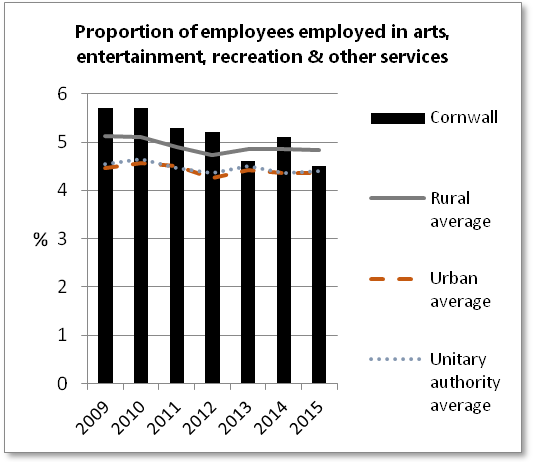 Proportion of employees employed in arts,
entertainment, recreation & other services
6
5
4
3
2
1
0
%
2009
2010
2011
2012
2013
2014
2015
Cornwall
Rural
average
Urban
average
Unitary
authority
average